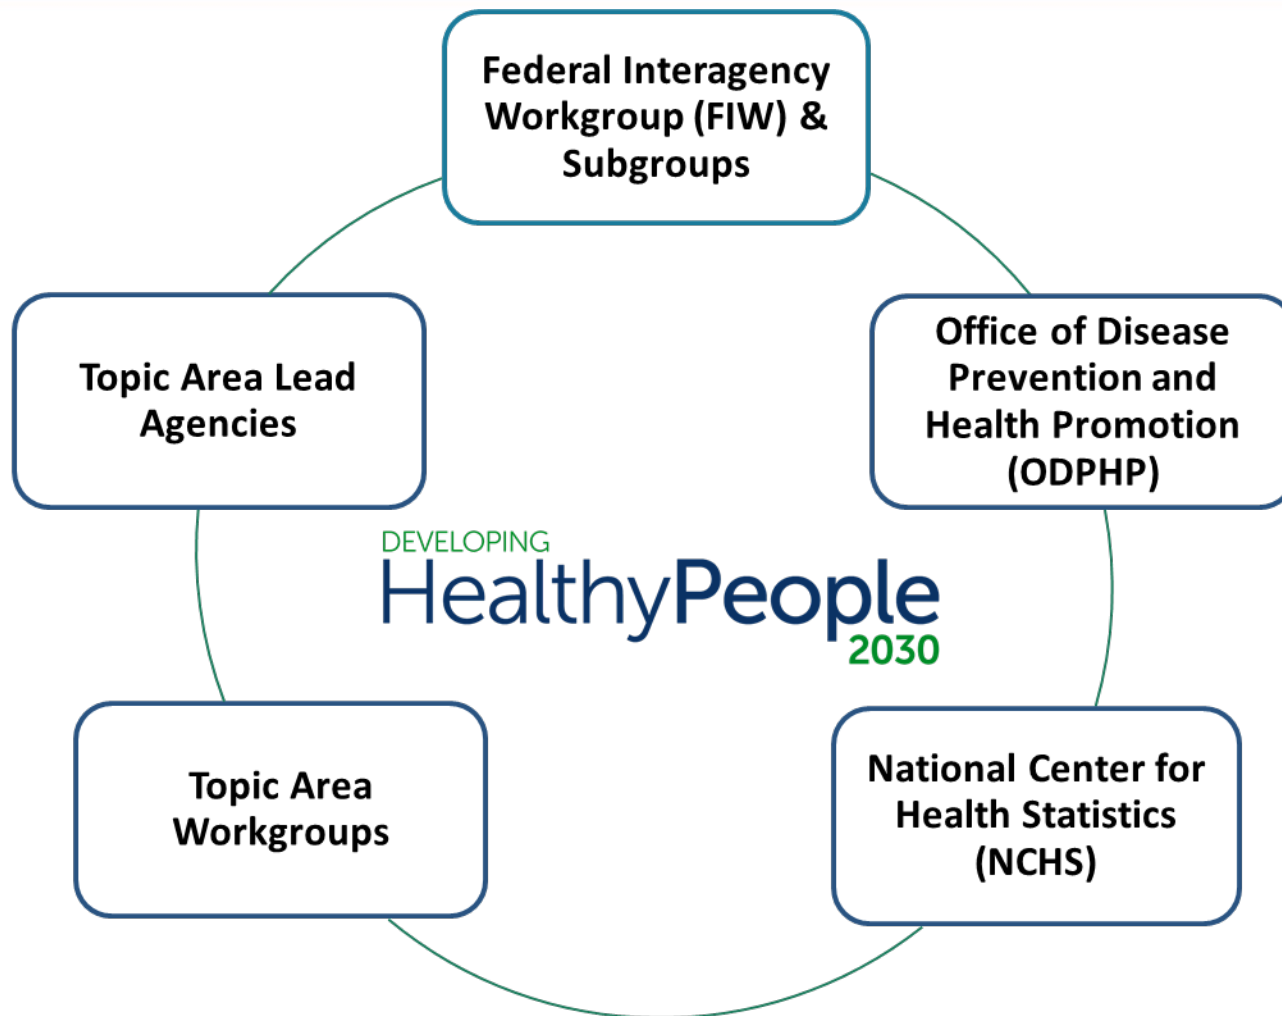 Federal Interagency
Workgroup (FIW) &
Subgroups
Office of Disease
Prevention and
Health Promotion
(ODPHP)
National Center for
Health Statistics
(NCHS)
Topic Area
Workgroups
Topic Area Lead
Agencies
DEVELOPING
HealthyPeople
2030